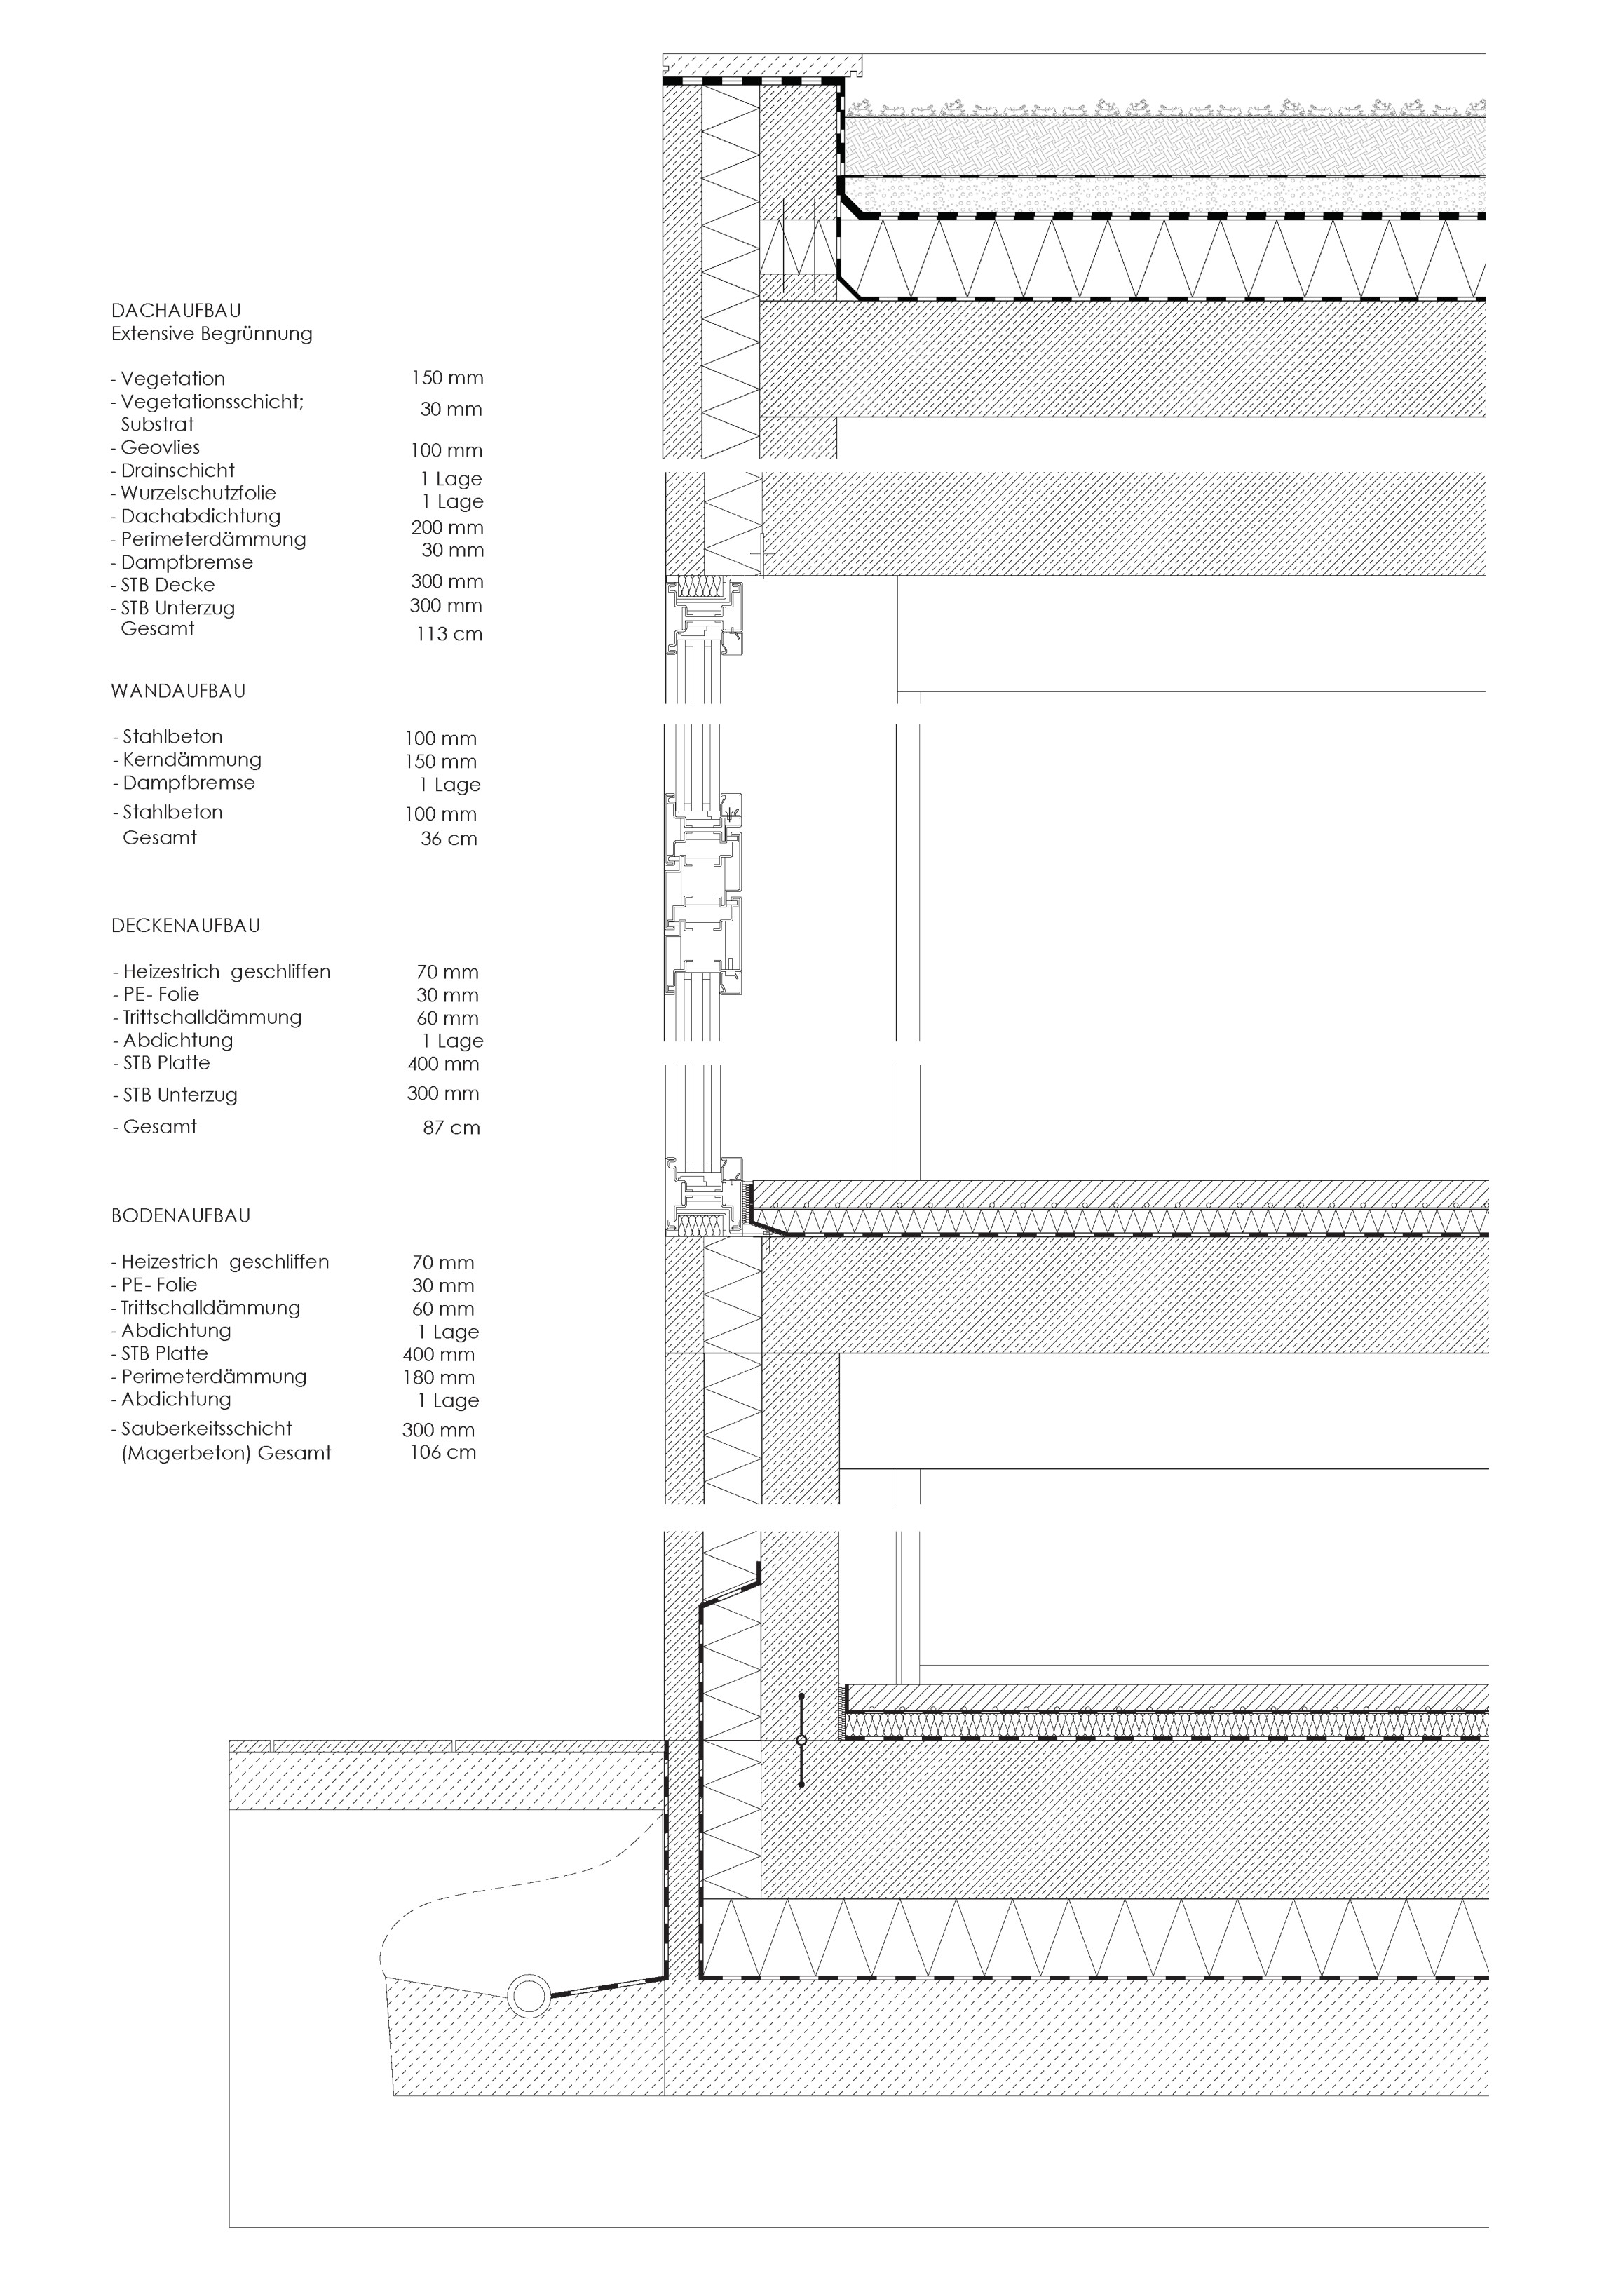 DACHAUFBAU
Extensive Begrünnung
- Vegetation 150 mm
- Vegetationsschicht; 30 mm
Substrat
- Geovlies 100 mm
- Drainschicht 1 Lage
- Wurzelschutzfolie 1 Lage
- Dachabdichtung 200 mm
- Perimeterdämmung 30 mm
- Dampfbremse
- STB Decke 300 mm
- STB Unterzug 300 mm
Gesamt 113 cm
WANDAUFBAU
- Stahlbeton 100 mm
- Kerndämmung 150 mm
- Dampfbremse 1 Lage
- Stahlbeton 100 mm
Gesamt 36 cm
DECKENAUFBAU
- Heizestrich geschliffen 70 mm
- PE- Folie 30 mm
- Trittschalldämmung 60 mm
- Abdichtung 1 Lage
- STB Platte 400 mm
- STB Unterzug 300 mm
- Gesamt 87 cm
BODENAUFBAU
- Heizestrich geschliffen 70 mm
- PE- Folie 30 mm
- Trittschalldämmung 60 mm
- Abdichtung 1 Lage
- STB Platte 400 mm
- Perimeterdämmung 180 mm
- Abdichtung 1 Lage
- Sauberkeitsschicht 300 mm
(Magerbeton) Gesamt 106 cm